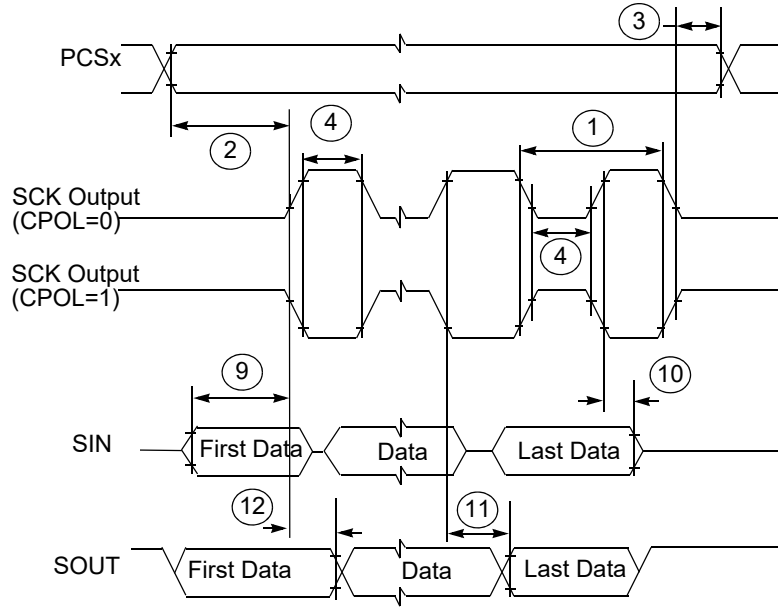 3
PCSx
2
4
1
SCK Output
(CPOL=0)
4
SCK Output
(CPOL=1)
9
10
SIN
First Data
Data
Last Data
12
11
SOUT
First Data
Data
Last Data